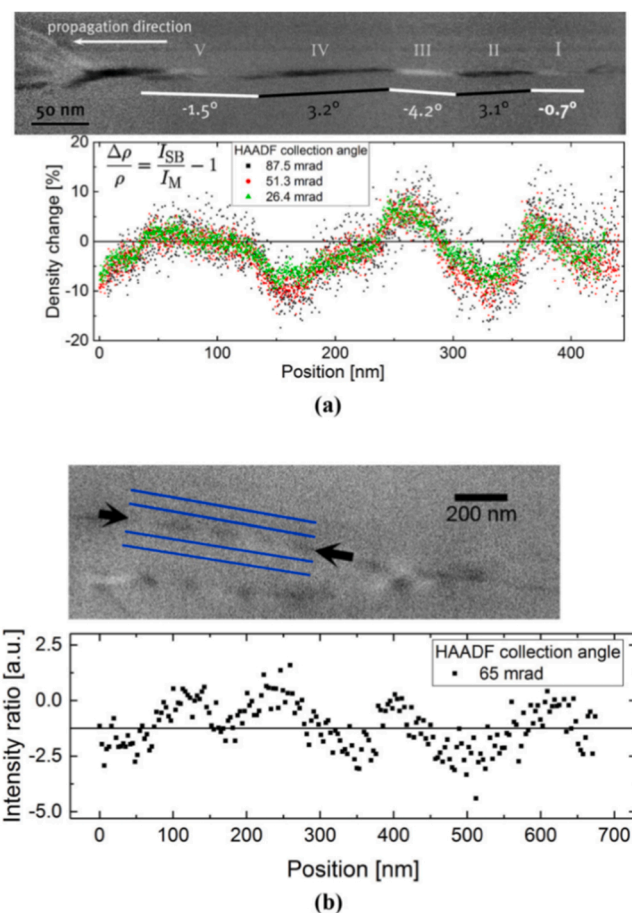 propagation direction
V IV III II I
50 nm
-1.5° 3.2° -4.2° 3.1° -0.7°
Δρ/ρ = I_SB/I_M − 1
HAADF collection angle
87.5 mrad
51.3 mrad
26.4 mrad
Density change [%]
20
10
0
-10
-20
0 100 200 300 400
Position [nm]
(a)
200 nm
HAADF collection angle
65 mrad
Intensity ratio [a.u.]
2.5
0.0
-2.5
-5.0
0 100 200 300 400 500 600 700
Position [nm]
(b)